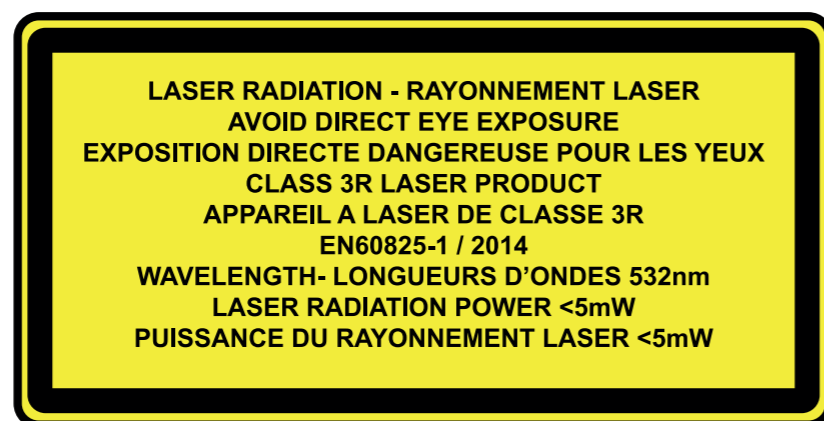 LASER RADIATION - RAYONNEMENT LASER
AVOID DIRECT EYE EXPOSURE
EXPOSITION DIRECTE DANGEREUSE POUR LES YEUX
CLASS 3R LASER PRODUCT
APPAREIL A LASER DE CLASSE 3R
EN60825-1 / 2014
WAVELENGTH- LONGUEURS D’ONDES 532nm
LASER RADIATION POWER <5mW
PUISSANCE DU RAYONNEMENT LASER <5mW